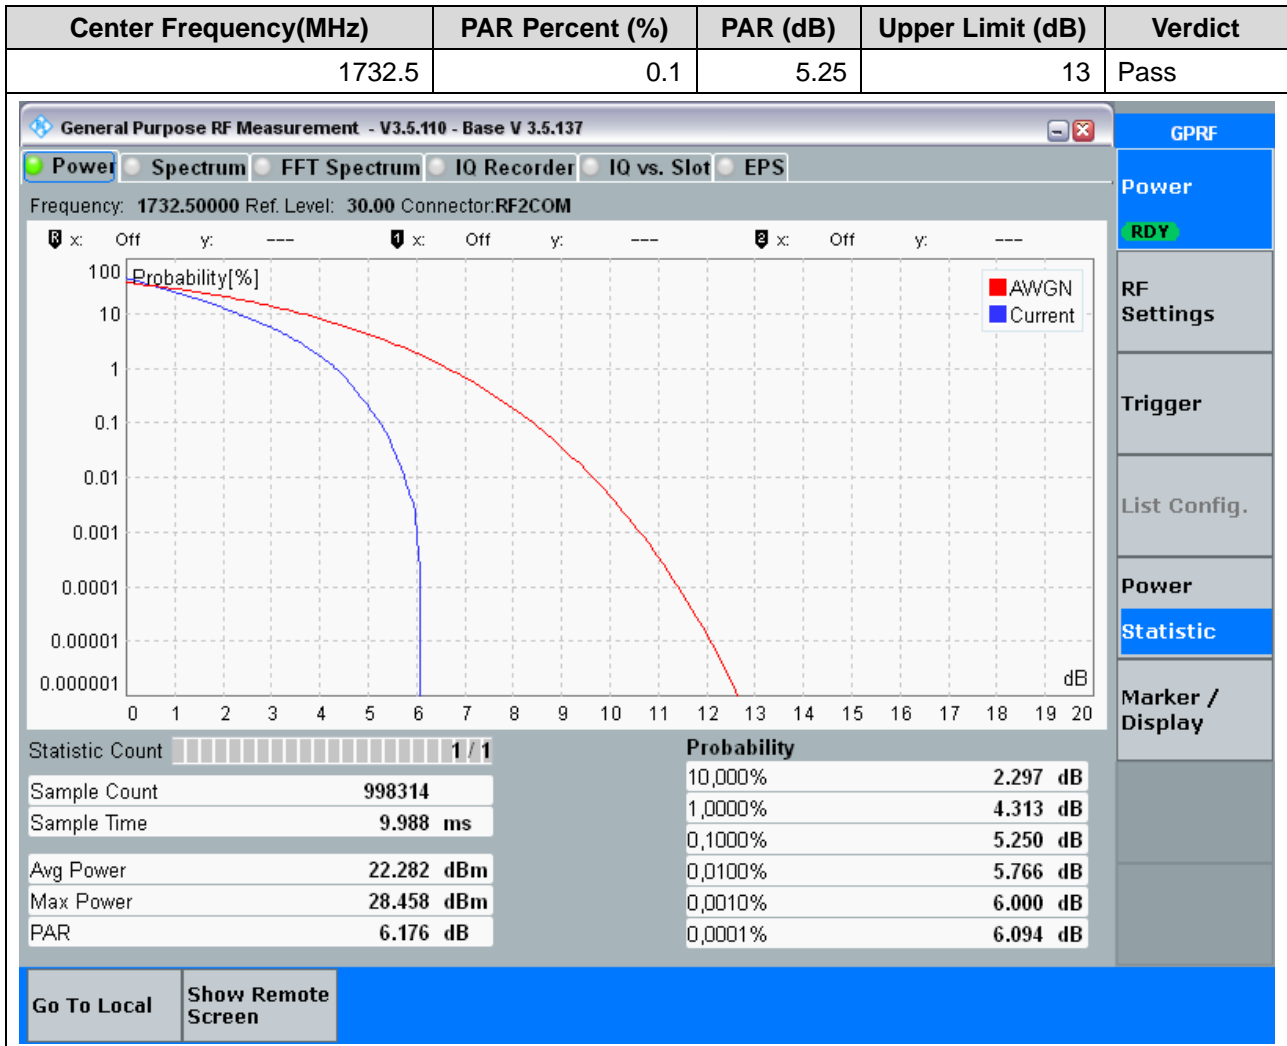 Center Frequency(MHz) PAR Percent (%) PAR (dB) Upper Limit (dB) Verdict
1732.5 0.1 5.25 13 Pass
General Purpose RF Measurement - V3.5.110 - Base V 3.5.137
GPRF
Power Spectrum FFT Spectrum IQ Recorder IQ vs. Slot EPS
Power
RDY
Frequency: 1732.50000 Ref. Level: 30.00 Connector:RF2COM
R x: Off y: --- 1 x: Off y: --- 2 x: Off y: ---
Probability[%]
AWGN
Current
100
10
1
0.1
0.01
0.001
0.0001
0.00001
0.000001
dB
0 1 2 3 4 5 6 7 8 9 10 11 12 13 14 15 16 17 18 19 20
RF
Settings
Trigger
List Config.
Power
Statistic
Marker /
Display
Statistic Count 1 / 1
Sample Count 998314
Sample Time 9.988 ms
Avg Power 22.282 dBm
Max Power 28.458 dBm
PAR 6.176 dB
Probability
10,000% 2.297 dB
1,0000% 4.313 dB
0,1000% 5.250 dB
0,0100% 5.766 dB
0,0010% 6.000 dB
0,0001% 6.094 dB
Go To Local
Show Remote
Screen